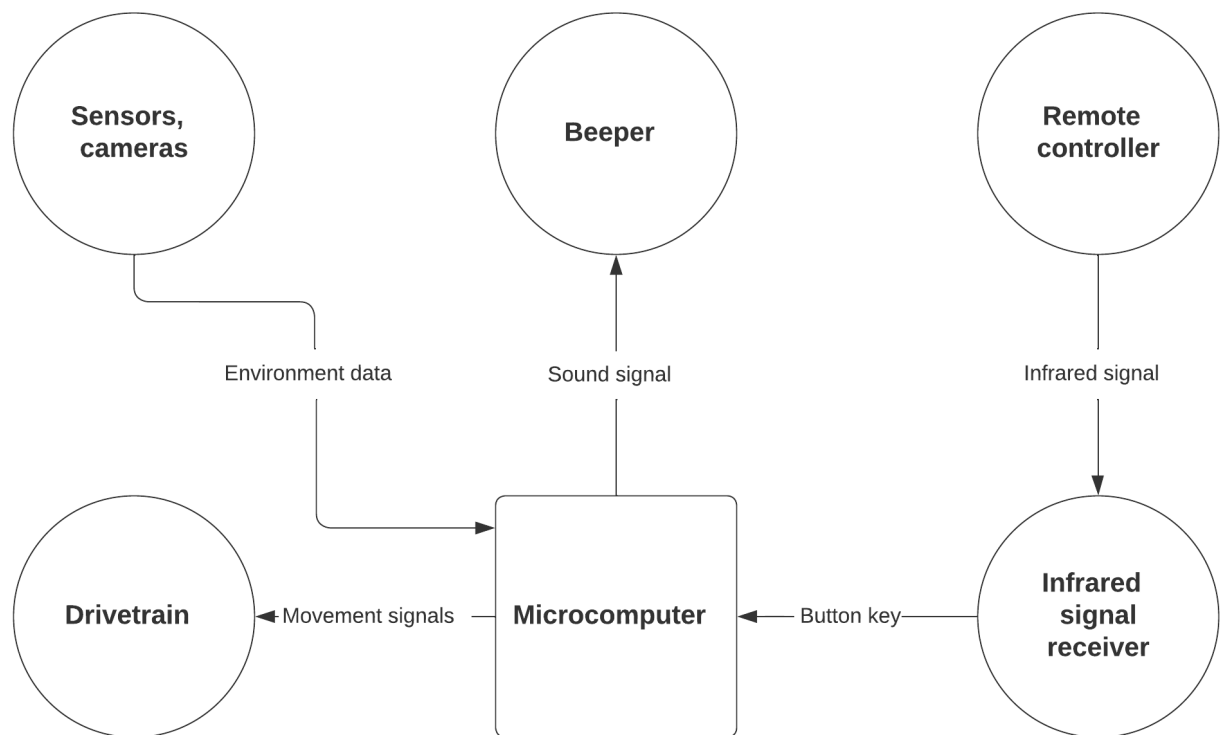 Sensors,
cameras
Beeper
Remote
controller
Environment data
Sound signal
Infrared signal
Drivetrain
Movement signals
Microcomputer
Button key
Infrared
signal
receiver